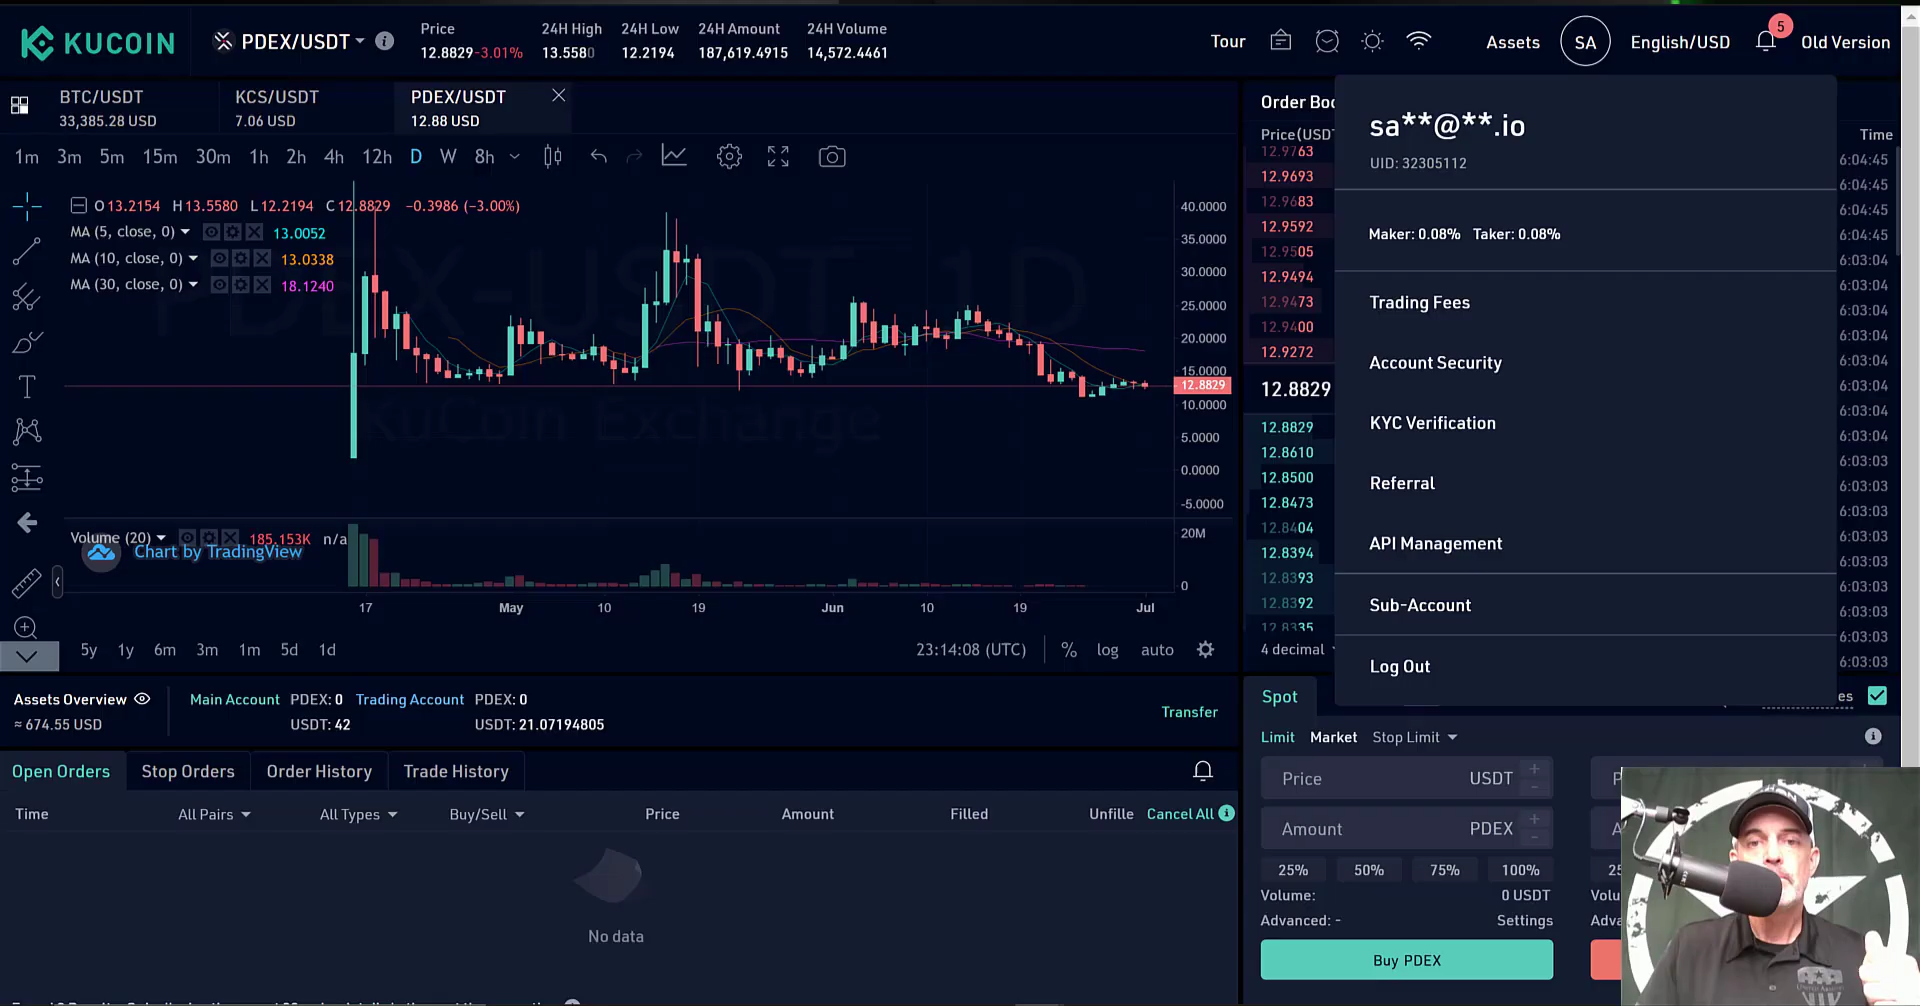 KUCOIN
PDEX/USDT
Price
12.8829-3.01%
24H High
13.5580
24H Low
12.2194
24H Amount
187,619.4915
24H Volume
14,572.4461
Tour
Assets
SA
English/USD
5
Old Version
BTC/USDT
33,385.28 USD
KCS/USDT
7.06 USD
PDEX/USDT
12.88 USD
1m 3m 5m 15m 30m 1h 2h 4h 12h D W 8h
O13.2154 H13.5580 L12.2194 C12.8829 −0.3986 (−3.00%)
MA (5, close, 0) 13.0052
MA (10, close, 0) 13.0338
MA (30, close, 0) 18.1240
PDEX-USDT, 1D
KuCoin Exchange
40.0000
35.0000
30.0000
25.0000
20.0000
15.0000
12.8829
10.0000
5.0000
0.0000
-5.0000
20M
0
Volume (20) 185.153K n/a
Chart by TradingView
17 May 10 19 Jun 10 19 Jul
5y 1y 6m 3m 1m 5d 1d
23:14:08 (UTC) % log auto
Order Boo
Price(USDT
12.9763
12.9693
12.9683
12.9592
12.9505
12.9494
12.9473
12.9400
12.9272
12.8829
12.8829
12.8610
12.8500
12.8473
12.8404
12.8394
12.8393
12.8392
12.8335
4 decimal
sa**@**.io
UID: 32305112
Maker: 0.08% Taker: 0.08%
Trading Fees
Account Security
KYC Verification
Referral
API Management
Sub-Account
Log Out
Time
6:04:45
6:04:45
6:04:45
6:04:45
6:03:04
6:03:04
6:03:04
6:03:04
6:03:04
6:03:04
6:03:04
6:03:04
6:03:03
6:03:03
6:03:03
6:03:03
6:03:03
6:03:03
6:03:03
6:03:03
6:03:03
Assets Overview
≈ 674.55 USD
Main Account PDEX: 0
USDT: 42
Trading Account PDEX: 0
USDT: 21.07194805
Transfer
Open Orders Stop Orders Order History Trade History
Time All Pairs All Types Buy/Sell Price Amount Filled Unfille Cancel All
No data
Spot
es
Limit Market Stop Limit
Price USDT
Amount PDEX
25% 50% 75% 100%
Volume: 0 USDT
Advanced: - Settings
Buy PDEX
P
A
25
Volu
Adva